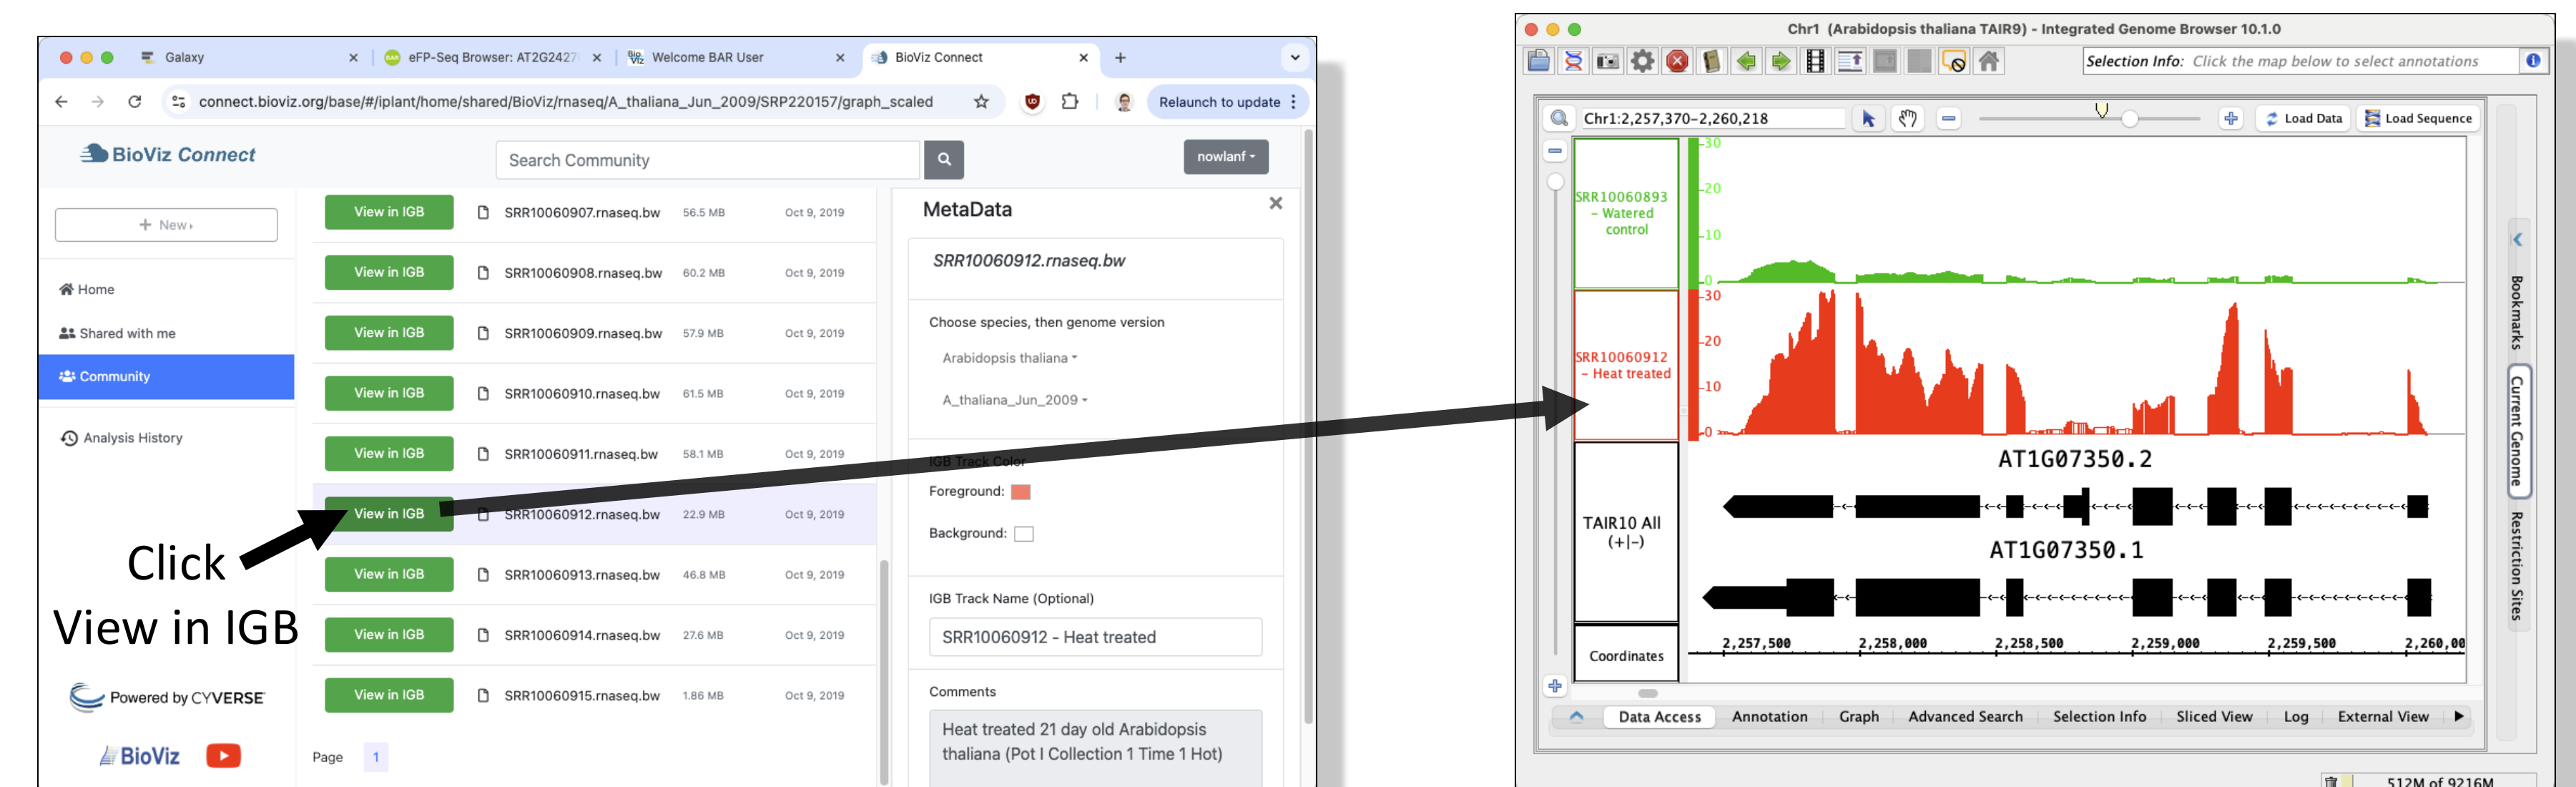 Galaxy
eFP-Seq Browser: AT2G2427
Welcome BAR User
BioViz Connect
connect.bioviz.org/base/#/iplant/home/shared/BioViz/rnaseq/A_thaliana_Jun_2009/SRP220157/graph_scaled
Relaunch to update
BioViz Connect
Search Community
nowlanf
+ New
Home
Shared with me
Community
Analysis History
Powered by CYVERSE
BioViz
View in IGB SRR10060907.rnaseq.bw 56.5 MB Oct 9, 2019
View in IGB SRR10060908.rnaseq.bw 60.2 MB Oct 9, 2019
View in IGB SRR10060909.rnaseq.bw 57.9 MB Oct 9, 2019
View in IGB SRR10060910.rnaseq.bw 61.5 MB Oct 9, 2019
View in IGB SRR10060911.rnaseq.bw 58.1 MB Oct 9, 2019
View in IGB SRR10060912.rnaseq.bw 22.9 MB Oct 9, 2019
View in IGB SRR10060913.rnaseq.bw 46.8 MB Oct 9, 2019
View in IGB SRR10060914.rnaseq.bw 27.6 MB Oct 9, 2019
View in IGB SRR10060915.rnaseq.bw 1.86 MB Oct 9, 2019
Page 1
Click
View in IGB
MetaData
SRR10060912.rnaseq.bw
Choose species, then genome version
Arabidopsis thaliana
A_thaliana_Jun_2009
IGB Track Color
Foreground:
Background:
IGB Track Name (Optional)
SRR10060912 - Heat treated
Comments
Heat treated 21 day old Arabidopsis
thaliana (Pot I Collection 1 Time 1 Hot)
Chr1 (Arabidopsis thaliana TAIR9) - Integrated Genome Browser 10.1.0
Selection Info: Click the map below to select annotations
Chr1:2,257,370-2,260,218
Load Data
Load Sequence
SRR10060893
- Watered
control
30
20
10
0
SRR10060912
- Heat treated
30
20
10
0
TAIR10 All
(+|-)
AT1G07350.2
AT1G07350.1
Coordinates
2,257,500 2,258,000 2,258,500 2,259,000 2,259,500 2,260,00
Bookmarks
Current Genome
Restriction Sites
Data Access Annotation Graph Advanced Search Selection Info Sliced View Log External View
512M of 9216M